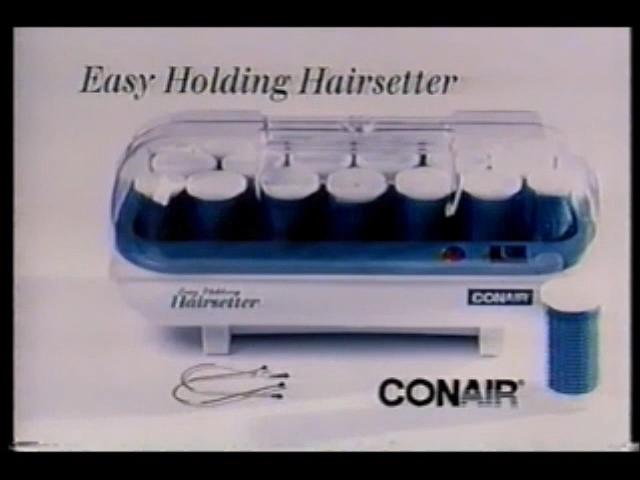 Easy Holding Hairsetter
Easy Holding
Hairsetter
CONAIR
CONAIR®